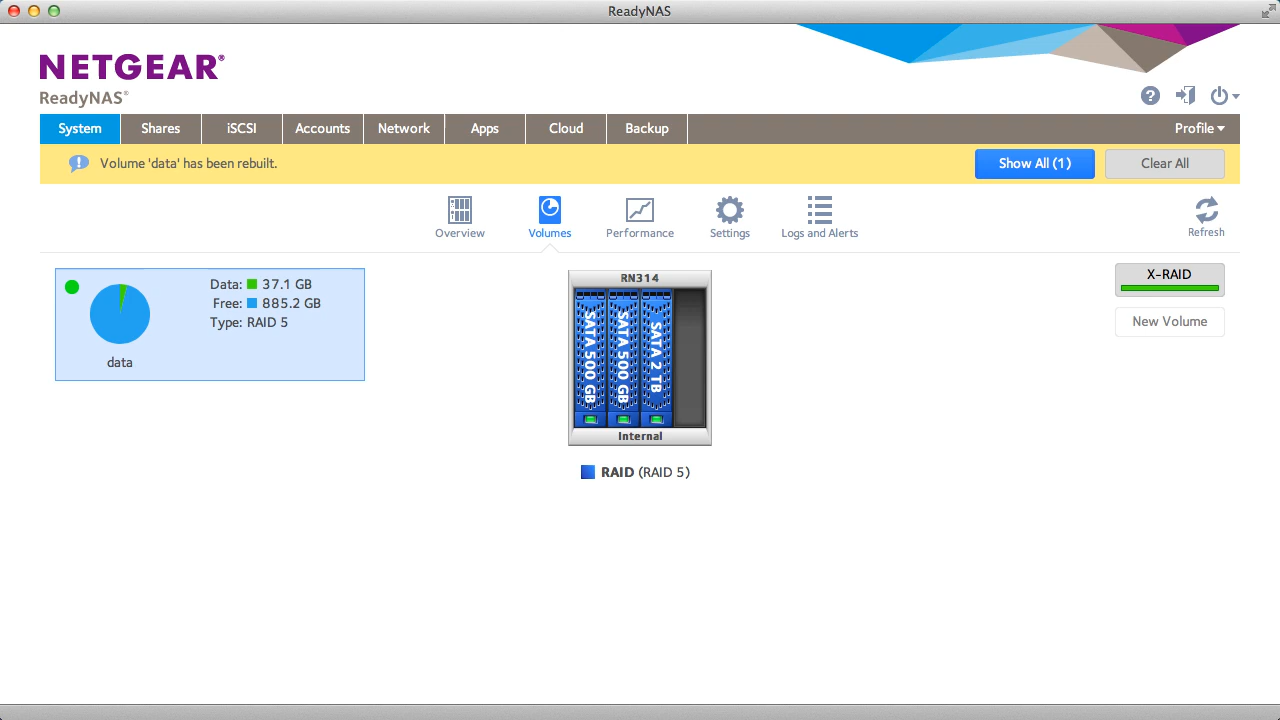 ReadyNAS
NETGEAR®
ReadyNAS®
System Shares iSCSI Accounts Network Apps Cloud Backup Profile
Volume 'data' has been rebuilt. Show All (1) Clear All
Overview Volumes Performance Settings Logs and Alerts Refresh
Data: 37.1 GB
Free: 885.2 GB
Type: RAID 5
data
RN314
SATA 500 GB
SATA 500 GB
SATA 2 TB
Internal
RAID (RAID 5)
X-RAID
New Volume